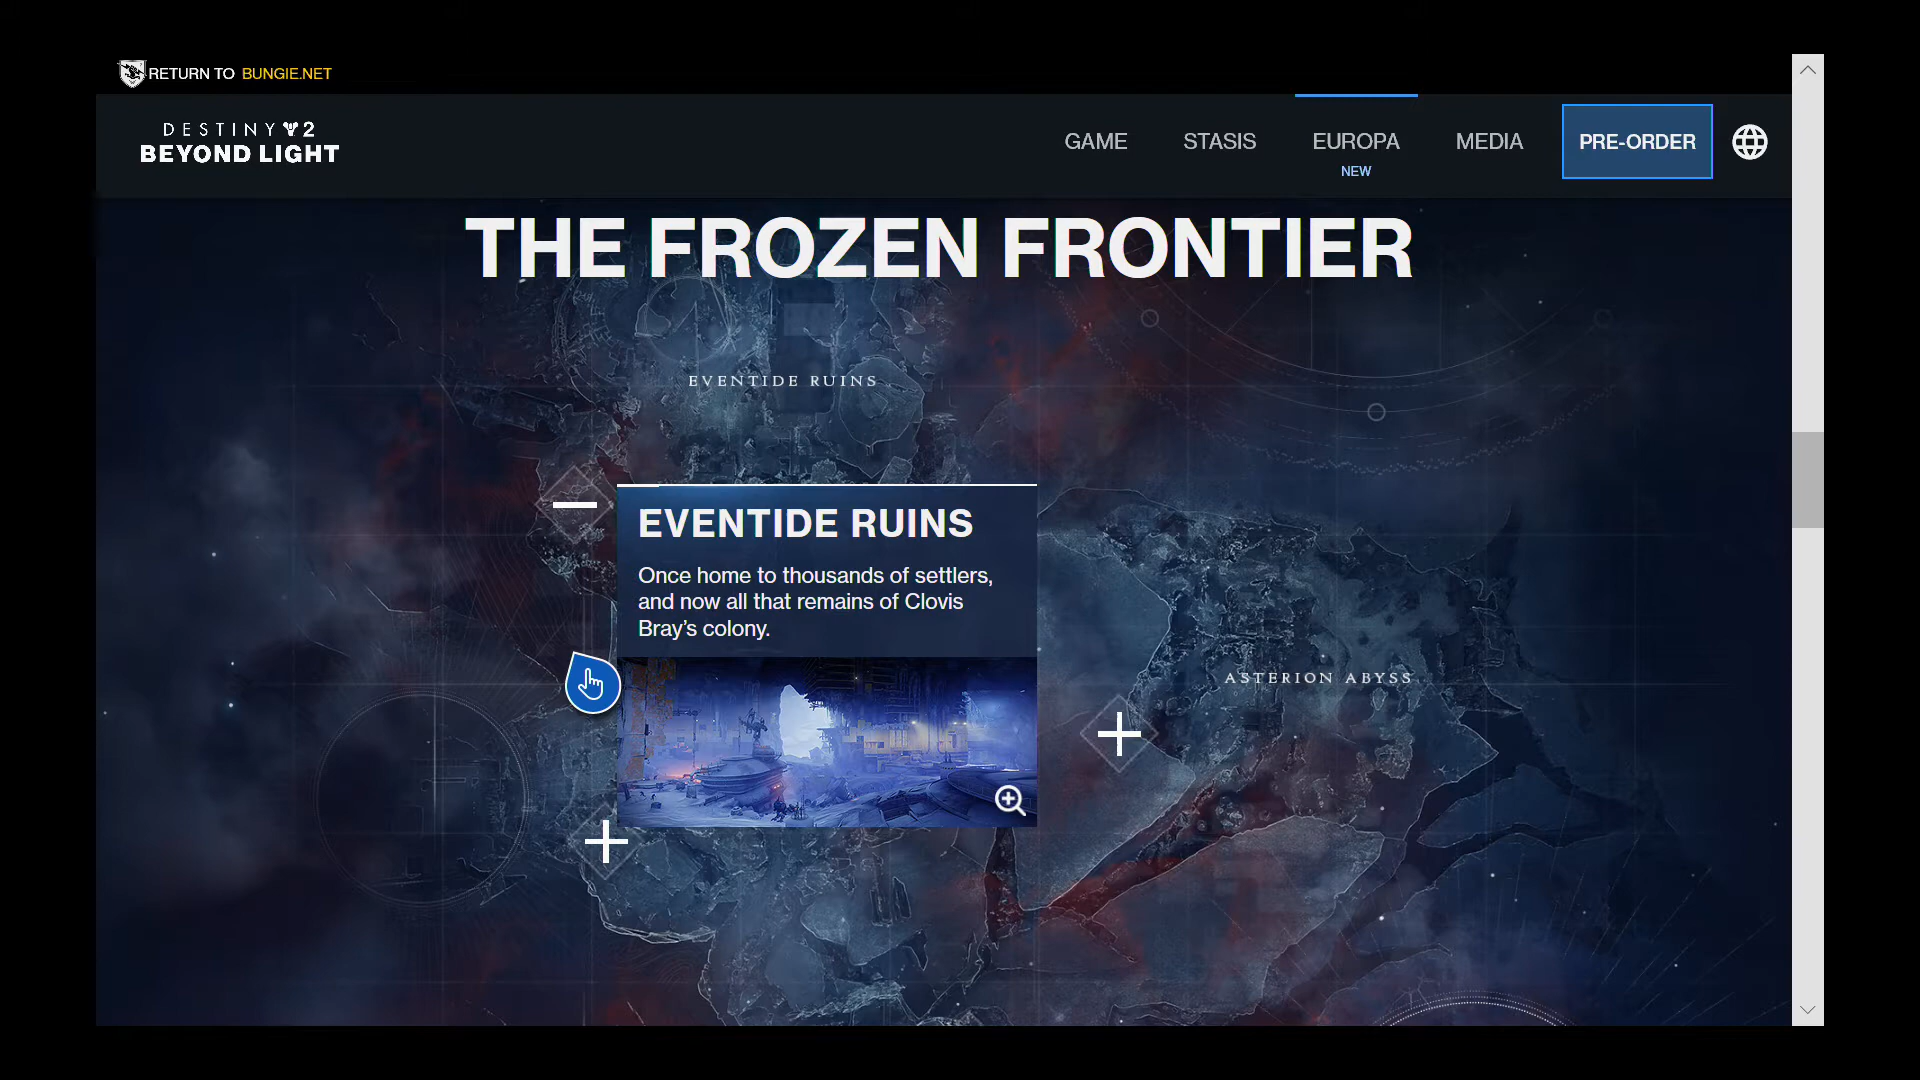 RETURN TO BUNGIE.NET
DESTINY 2
BEYOND LIGHT
GAME
STASIS
EUROPA
NEW
MEDIA
PRE-ORDER
THE FROZEN FRONTIER
EVENTIDE RUINS
EVENTIDE RUINS
Once home to thousands of settlers,
and now all that remains of Clovis
Bray’s colony.
ASTERION ABYSS